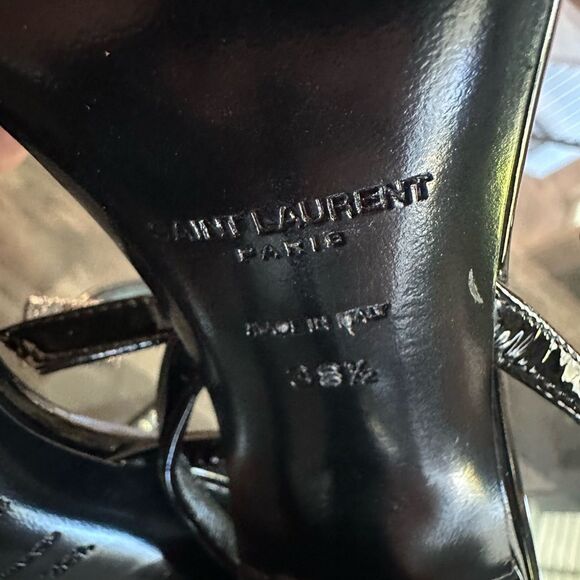 SAINT LAURENT
PARIS
MADE IN ITALY
38½